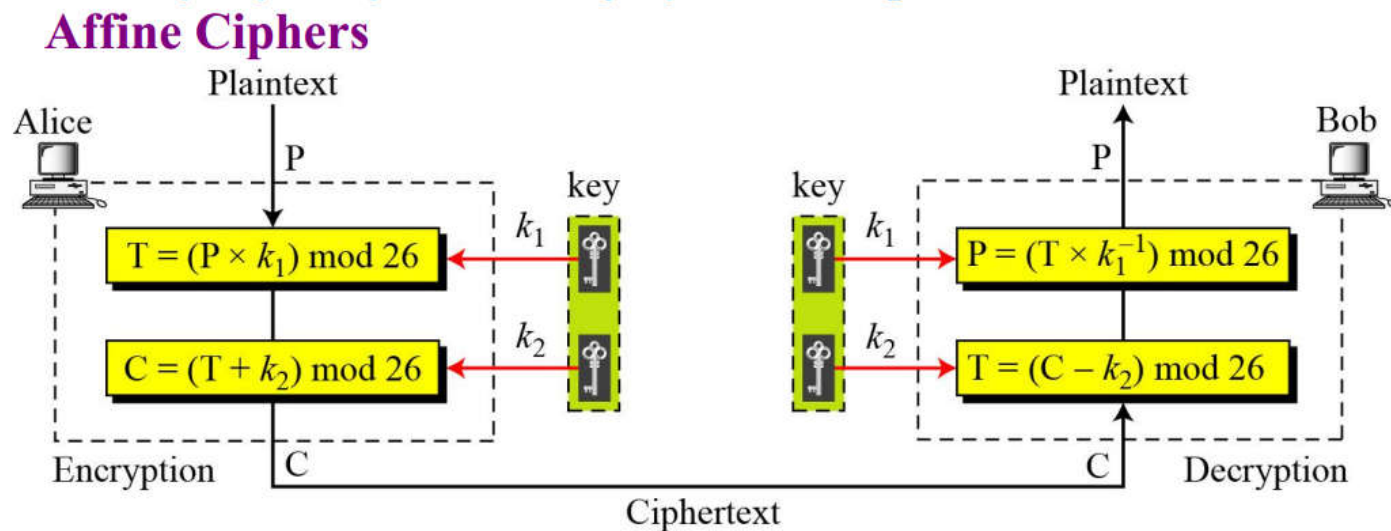 Affine Ciphers
Plaintext
Plaintext
Alice
Bob
P
P
key
key
k₁
k₁
T = (P × k₁) mod 26
P = (T × k₁⁻¹) mod 26
k₂
k₂
C = (T + k₂) mod 26
T = (C – k₂) mod 26
Encryption
C
C
Decryption
Ciphertext